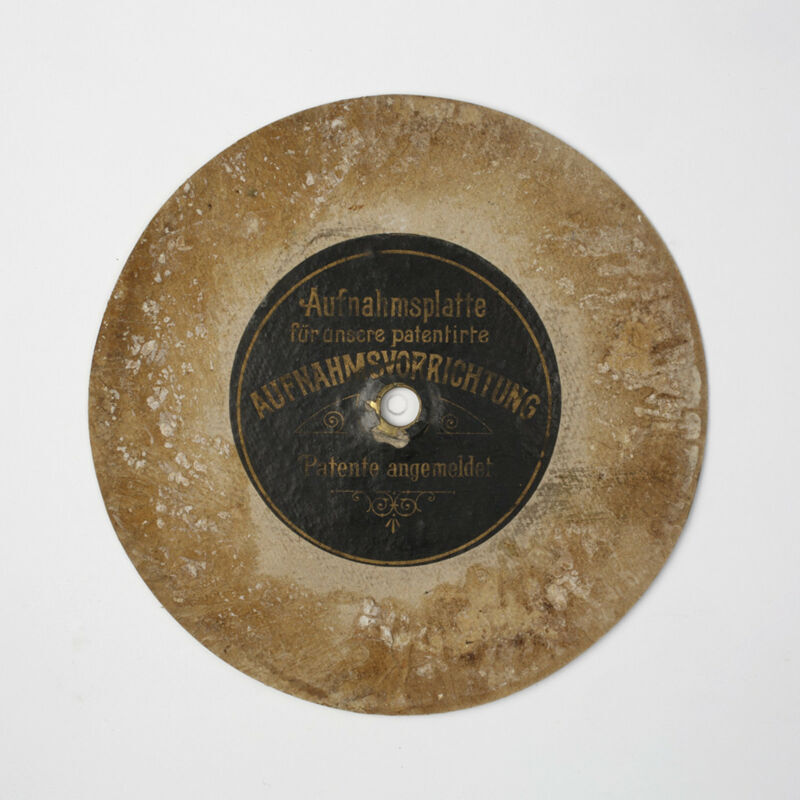 Aufnahmsplatte
für unsere patentirte
AUFNAHMSVORRICHTUNG
Patente angemeldet